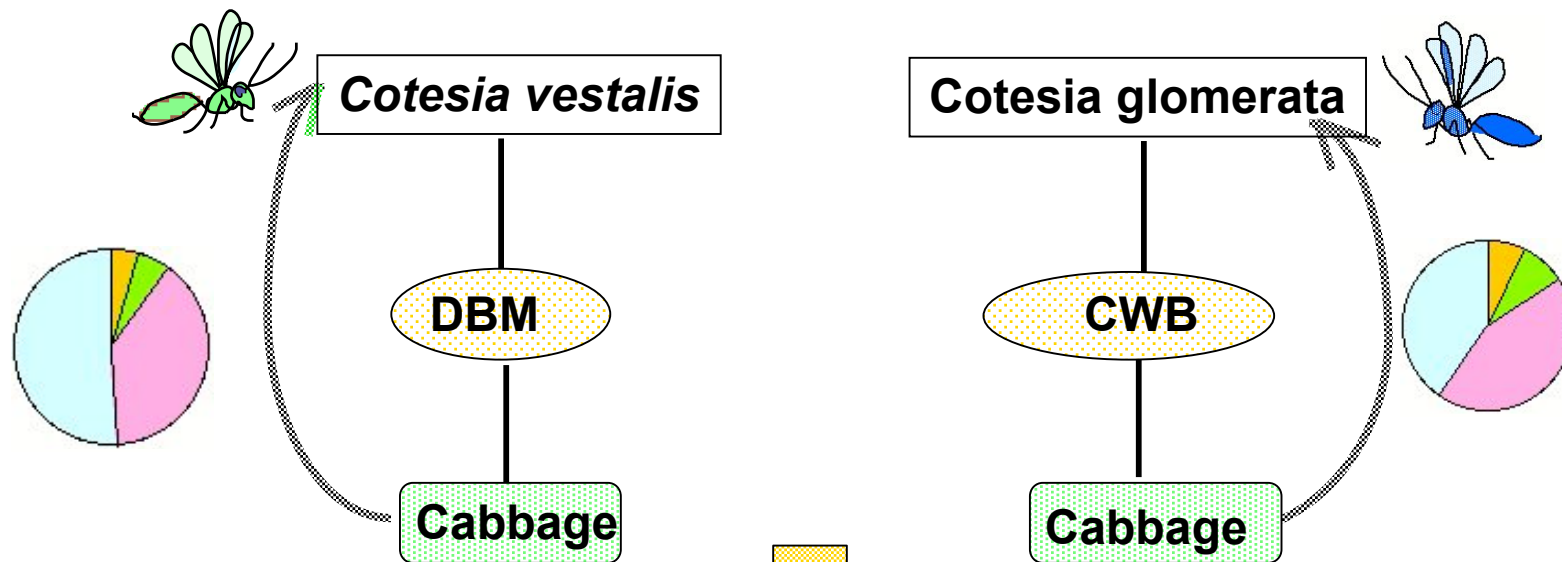 Cotesia vestalis
Cotesia glomerata
DBM
CWB
Cabbage
Cabbage